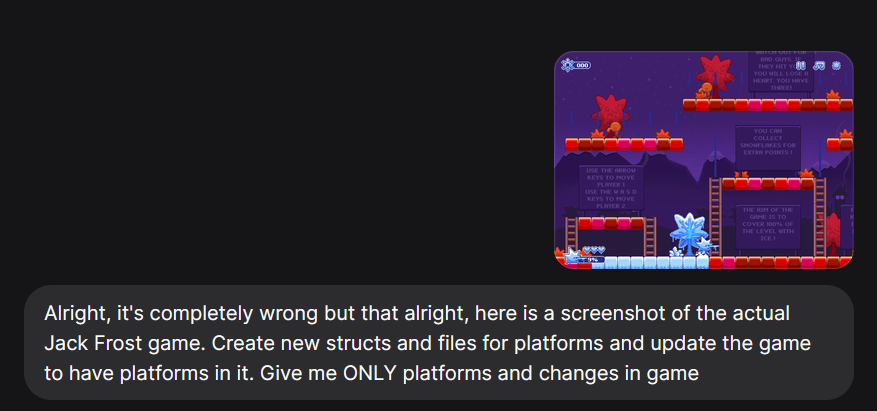 000
WATCH OUT FOR
BAD GUYS, IF
THEY HIT YOU
YOU WILL LOSE A
HEART. YOU HAVE
THREE!
YOU CAN
COLLECT
SNOWFLAKES FOR
EXTRA POINTS !
USE THE ARROW
KEYS TO MOVE
PLAYER 1
USE THE W A S D
KEYS TO MOVE
PLAYER 2.
THE AIM OF THE
GAME IS TO
COVER 100% OF
THE LEVEL WITH
ICE !
9%
Alright, it's completely wrong but that alright, here is a screenshot of the actual
Jack Frost game. Create new structs and files for platforms and update the game
to have platforms in it. Give me ONLY platforms and changes in game